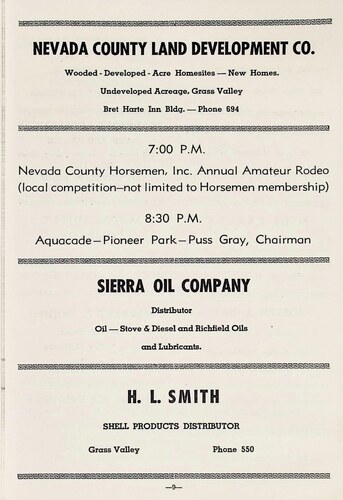 NEVADA COUNTY LAND DEVELOPMENT CO.
Wooded - Developed - Acre Homesites — New Homes.
Undeveloped Acreage, Grass Valley
Bret Harte Inn Bldg. — Phone 694
7:00 P.M.
Nevada County Horsemen, Inc. Annual Amateur Rodeo
(local competition—not limited to Horsemen membership)
8:30 P.M.
Aquacade—Pioneer Park—Puss Gray, Chairman
SIERRA OIL COMPANY
Distributor
Oil — Stove & Diesel and Richfield Oils
and Lubricants.
H. L. SMITH
SHELL PRODUCTS DISTRIBUTOR
Grass Valley Phone 550
—9—